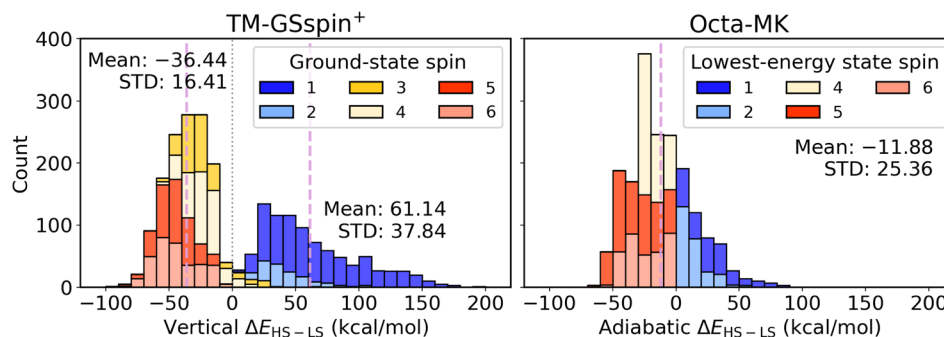 TM-GSspin⁺
Octa-MK
Count
400
300
200
100
0
Mean: −36.44
STD: 16.41
Ground-state spin
1 3 5
2 4 6
Mean: 61.14
STD: 37.84
−100 −50 0 50 100 150 200
Vertical ΔE_HS−LS (kcal/mol)
Lowest-energy state spin
1 4 6
2 5
Mean: −11.88
STD: 25.36
−100 −50 0 50 100 150 200
Adiabatic ΔE_HS−LS (kcal/mol)